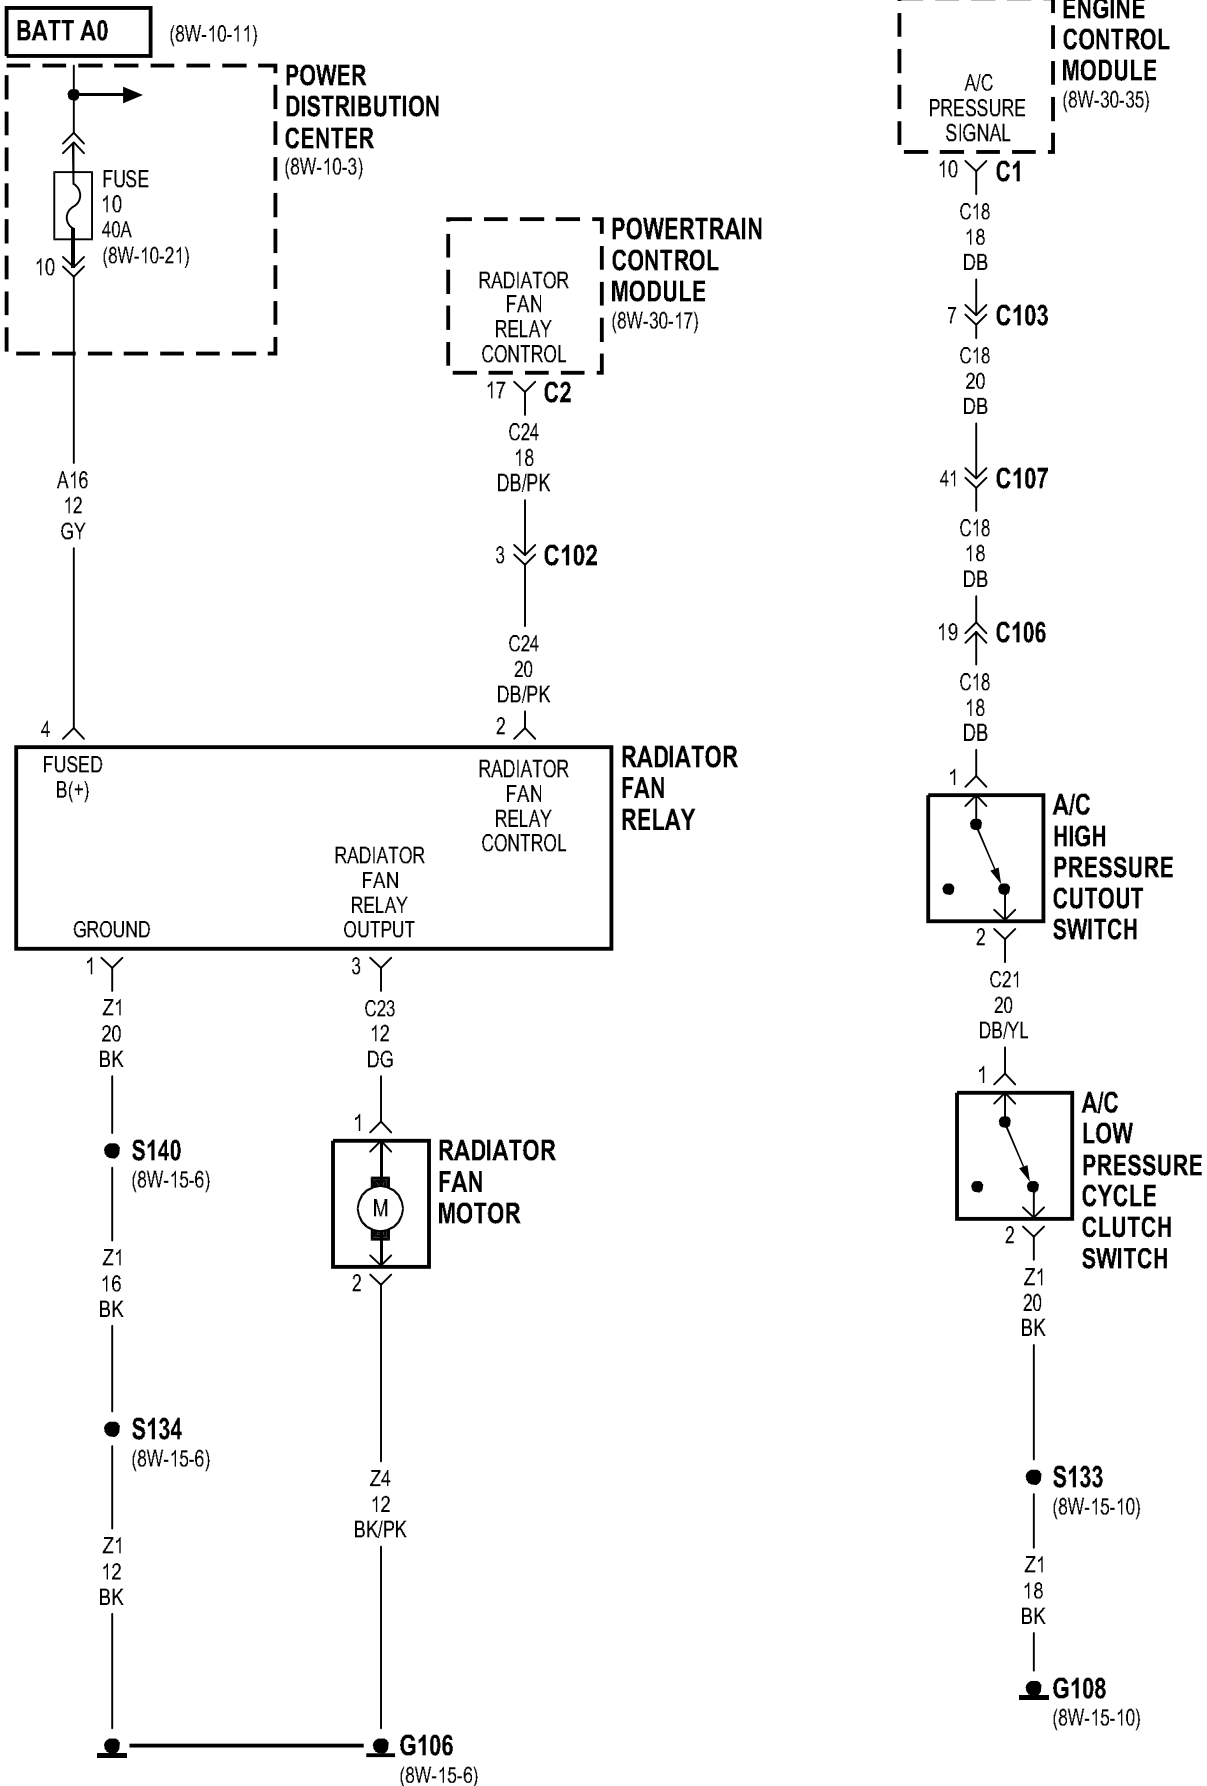 BATT A0
(8W-10-11)
POWER
DISTRIBUTION
CENTER
(8W-10-3)
FUSE
10
40A
(8W-10-21)
10
A16
12
GY
4
RADIATOR
FAN
RELAY
CONTROL
POWERTRAIN
CONTROL
MODULE
(8W-30-17)
17
C2
C24
18
DB/PK
3
C102
C24
20
DB/PK
2
FUSED
B(+)
RADIATOR
FAN
RELAY
CONTROL
RADIATOR
FAN
RELAY
OUTPUT
GROUND
RADIATOR
FAN
RELAY
1
Z1
20
BK
S140
(8W-15-6)
Z1
16
BK
S134
(8W-15-6)
Z1
12
BK
3
C23
12
DG
1
M
RADIATOR
FAN
MOTOR
2
Z4
12
BK/PK
G106
(8W-15-6)
ENGINE
CONTROL
MODULE
(8W-30-35)
A/C
PRESSURE
SIGNAL
10
C1
C18
18
DB
7
C103
C18
20
DB
41
C107
C18
18
DB
19
C106
C18
18
DB
1
A/C
HIGH
PRESSURE
CUTOUT
SWITCH
2
C21
20
DB/YL
1
A/C
LOW
PRESSURE
CYCLE
CLUTCH
SWITCH
2
Z1
20
BK
S133
(8W-15-10)
Z1
18
BK
G108
(8W-15-10)